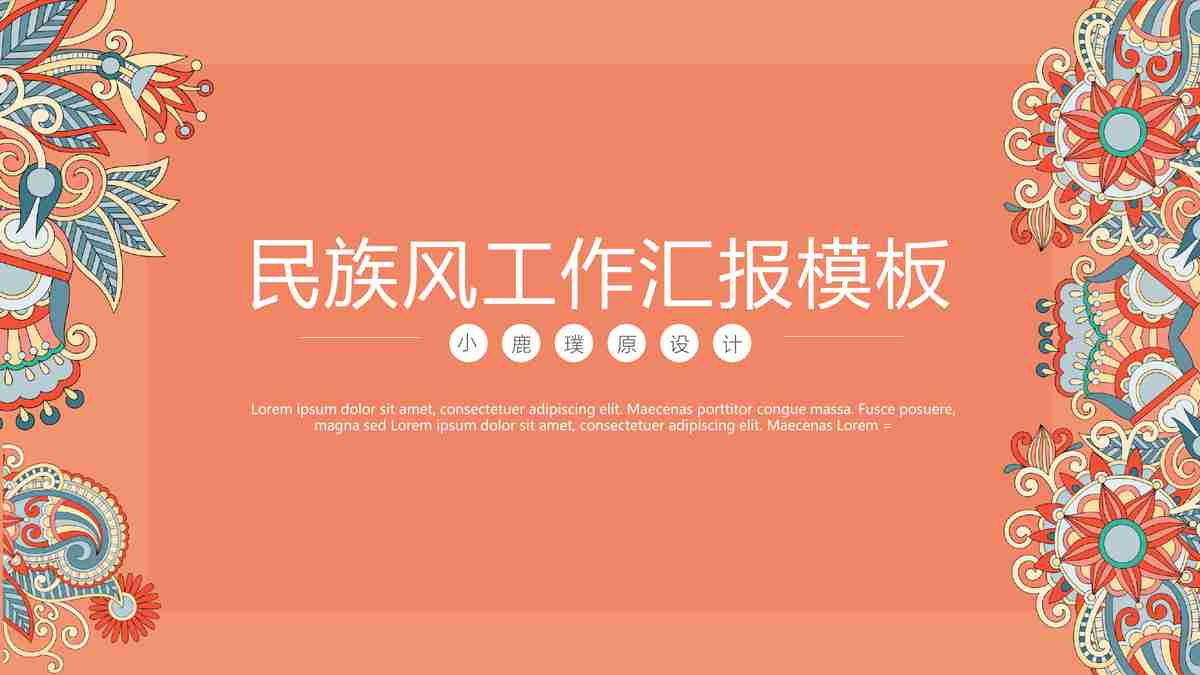 民族风工作汇报模板
小鹿璞原设计
Lorem ipsum dolor sit amet, consectetuer adipiscing elit. Maecenas porttitor congue massa. Fusce posuere,
magna sed Lorem ipsum dolor sit amet, consectetuer adipiscing elit. Maecenas Lorem =